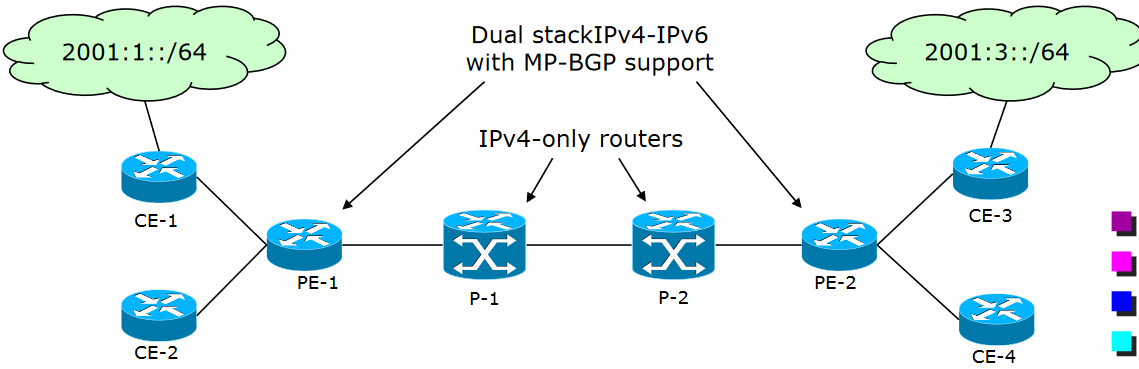 2001:1::/64
Dual stackIPv4-IPv6
with MP-BGP support
2001:3::/64
IPv4-only routers
CE-1
CE-3
PE-1
P-1
P-2
PE-2
CE-2
CE-4